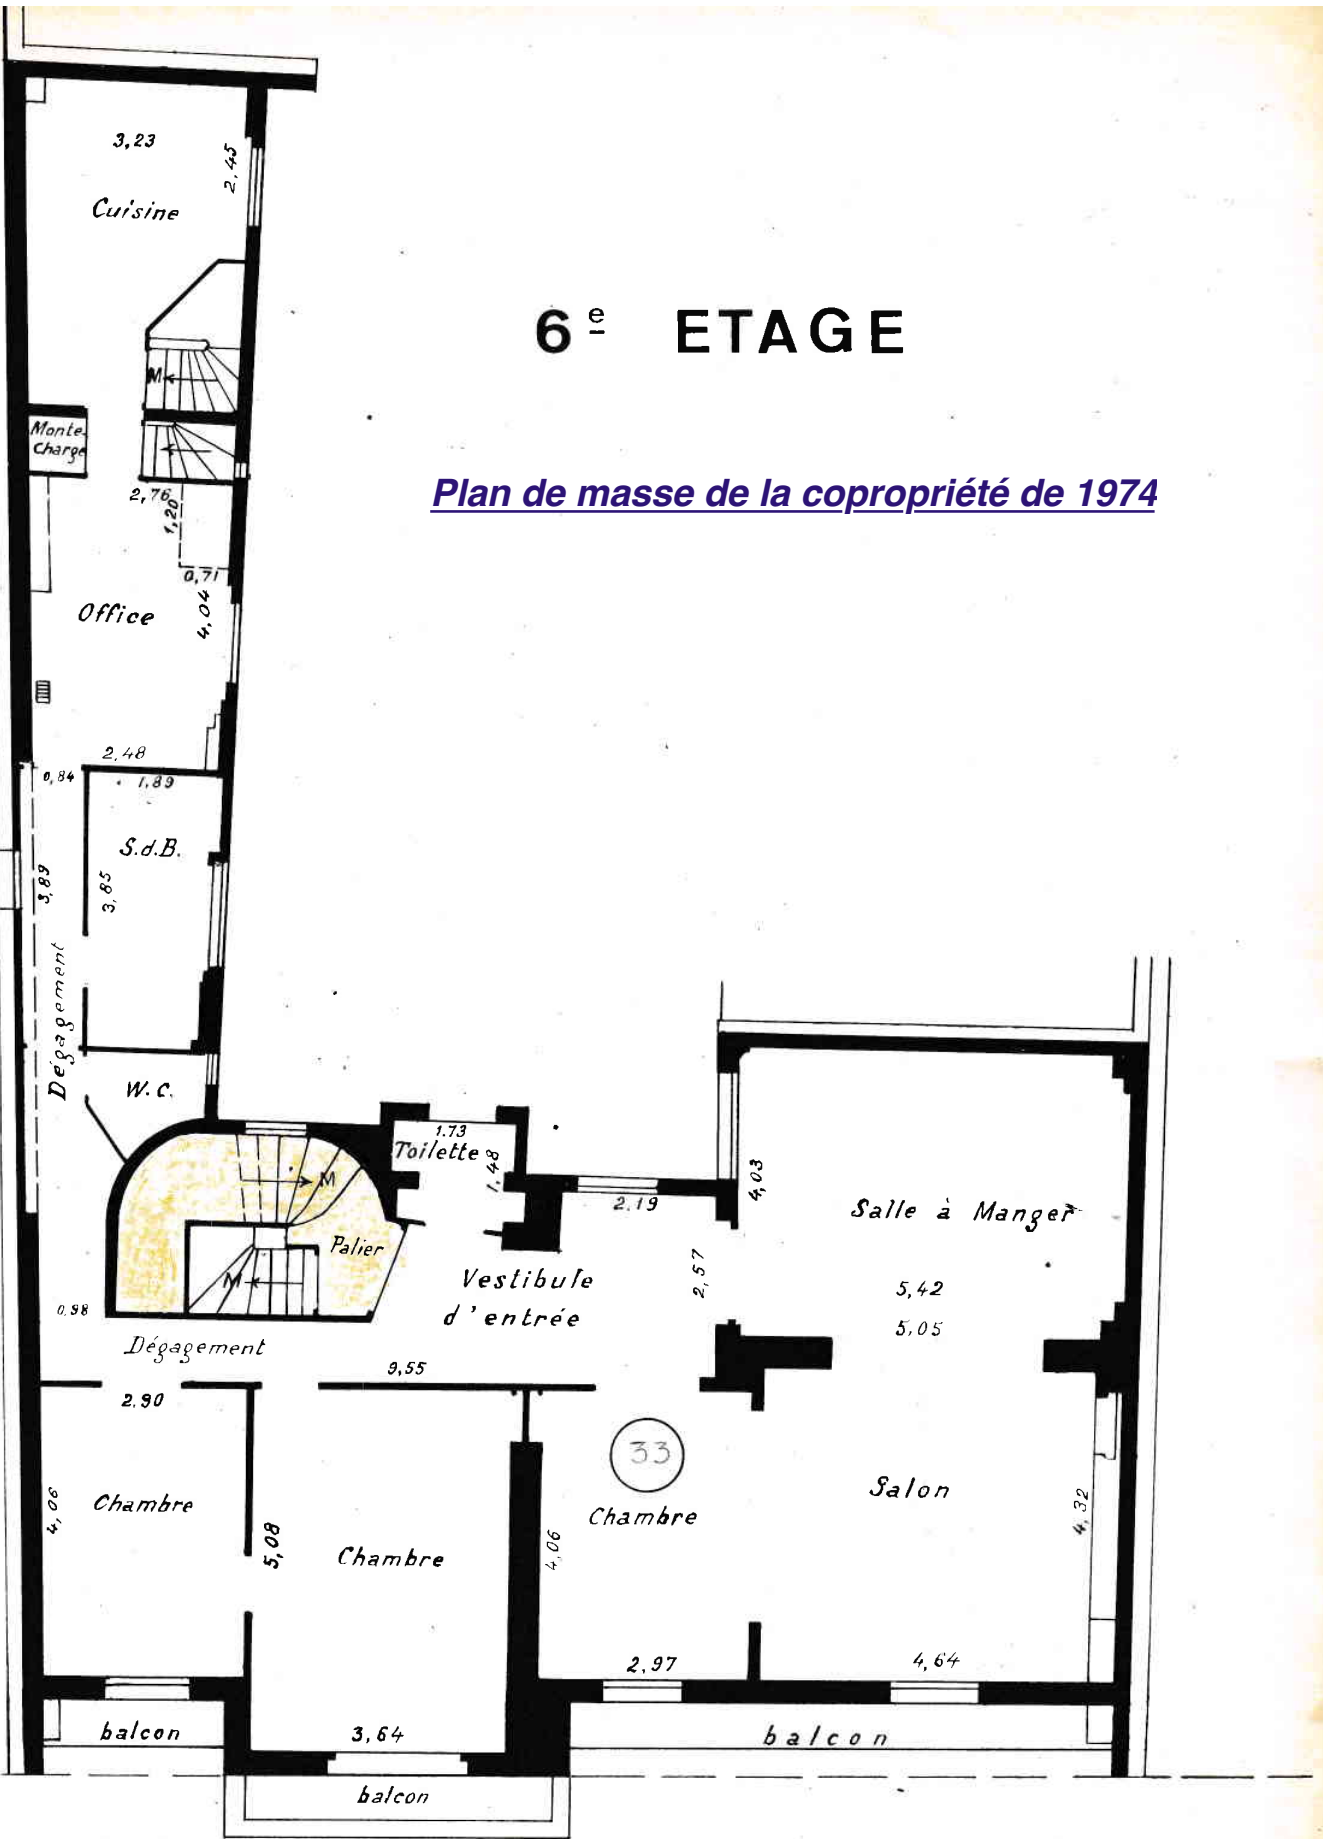 3,23
2,45
Cuisine
6e ETAGE
M
Monte-
Charge
Plan de masse de la copropriété de 1974
2,76
1,20
0,71
Office
4,04
2,48
0,84
1,89
S.d.B.
3,89
3,85
Dégagement
W.C.
1.73
Toilette
1,48
M
Palier
M
2.19
4,03
Salle à Manger
Vestibule
d'entrée
2,57
5,42
5,05
0,98
Dégagement
9,55
2,90
33
Chambre
4,06
5,08
Chambre
Chambre
4,06
Salon
4,32
2,97
4,64
balcon
3,64
balcon
balcon